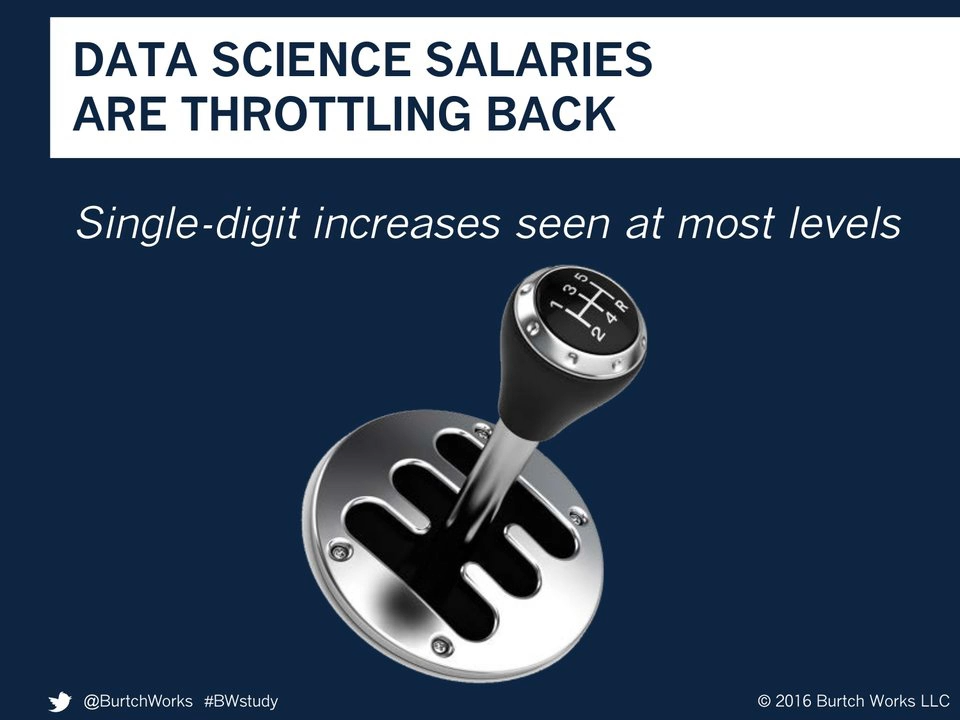 DATA SCIENCE SALARIES
ARE THROTTLING BACK
Single-digit increases seen at most levels
1 3 5
2 4 R
@BurtchWorks #BWstudy
© 2016 Burtch Works LLC